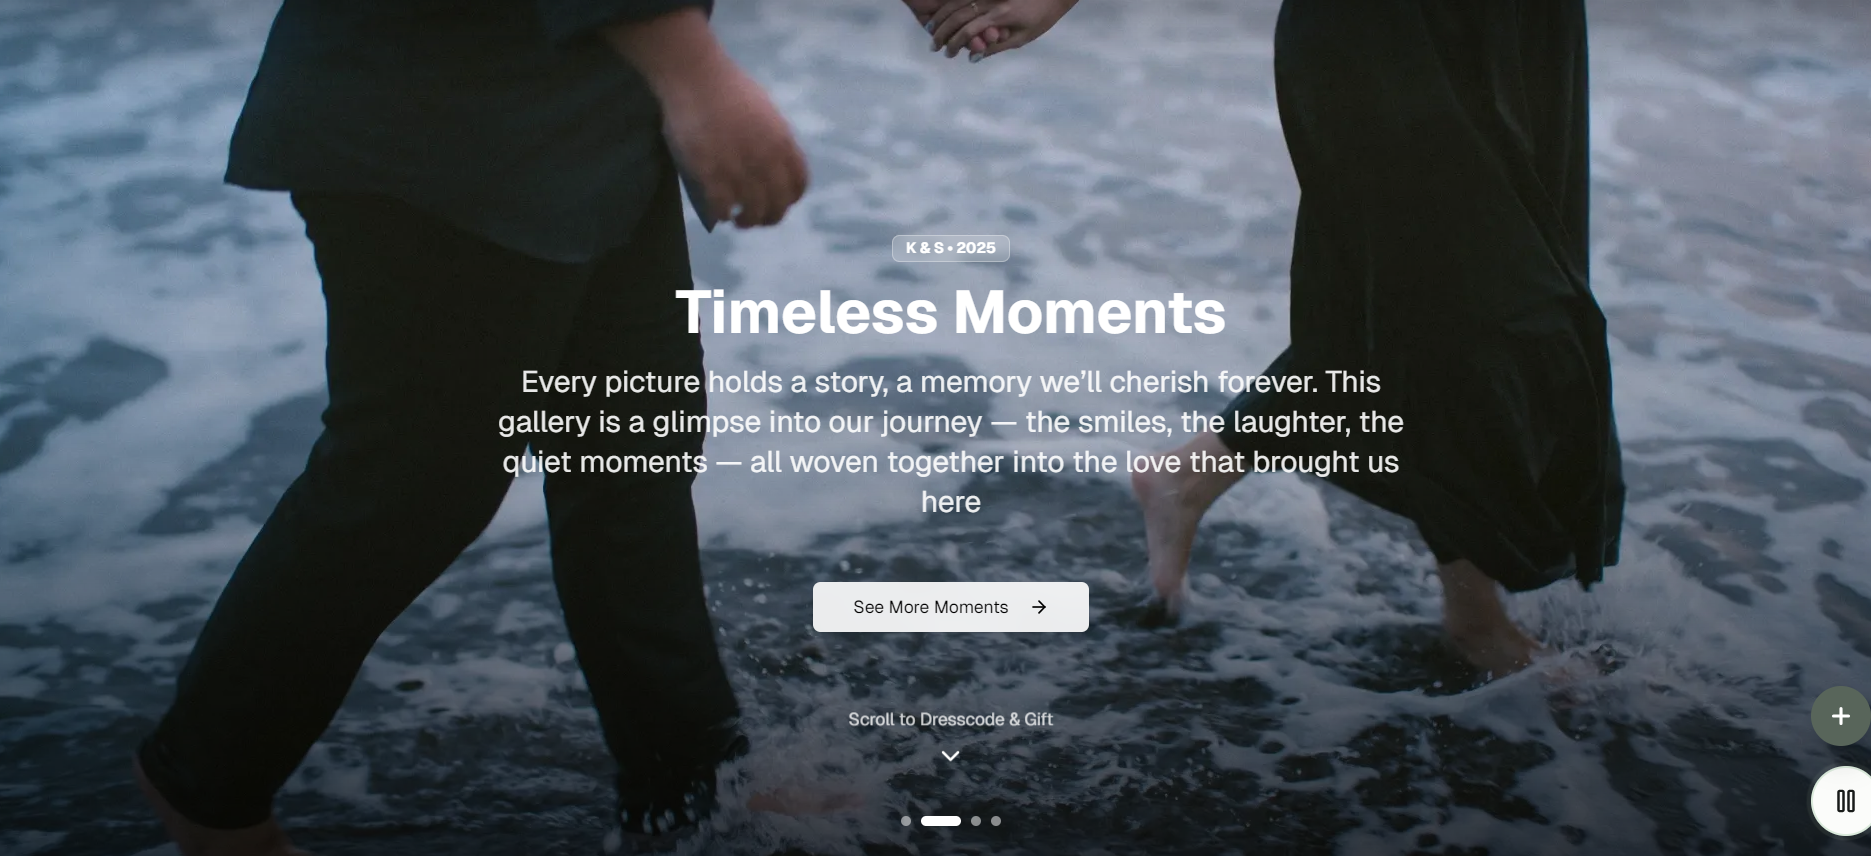 K & S • 2025
Timeless Moments
Every picture holds a story, a memory we’ll cherish forever. This
gallery is a glimpse into our journey — the smiles, the laughter, the
quiet moments — all woven together into the love that brought us
here
See More Moments
Scroll to Dresscode & Gift